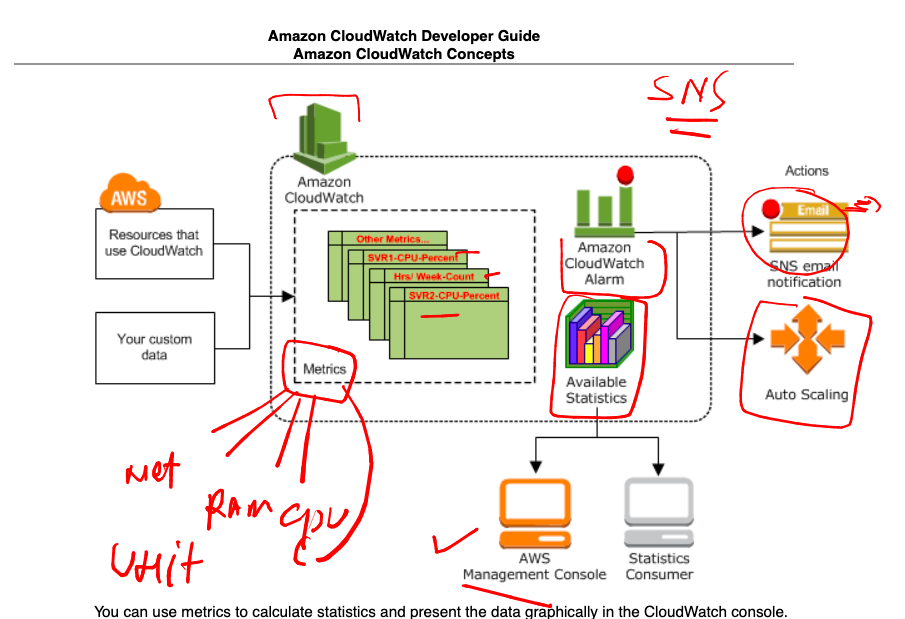 Amazon CloudWatch Developer Guide
Amazon CloudWatch Concepts
SNS
Amazon
CloudWatch
AWS
Resources that
use CloudWatch
Your custom
data
Other Metrics...
SVR1-CPU-Percent
Hrs/ Week-Count
SVR2-CPU-Percent
Metrics
Amazon
CloudWatch
Alarm
Available
Statistics
Actions
Email
SNS email
notification
Auto Scaling
Net
RAM CPU
AWS
Management Console
Statistics
Consumer
You can use metrics to calculate statistics and present the data graphically in the CloudWatch console.